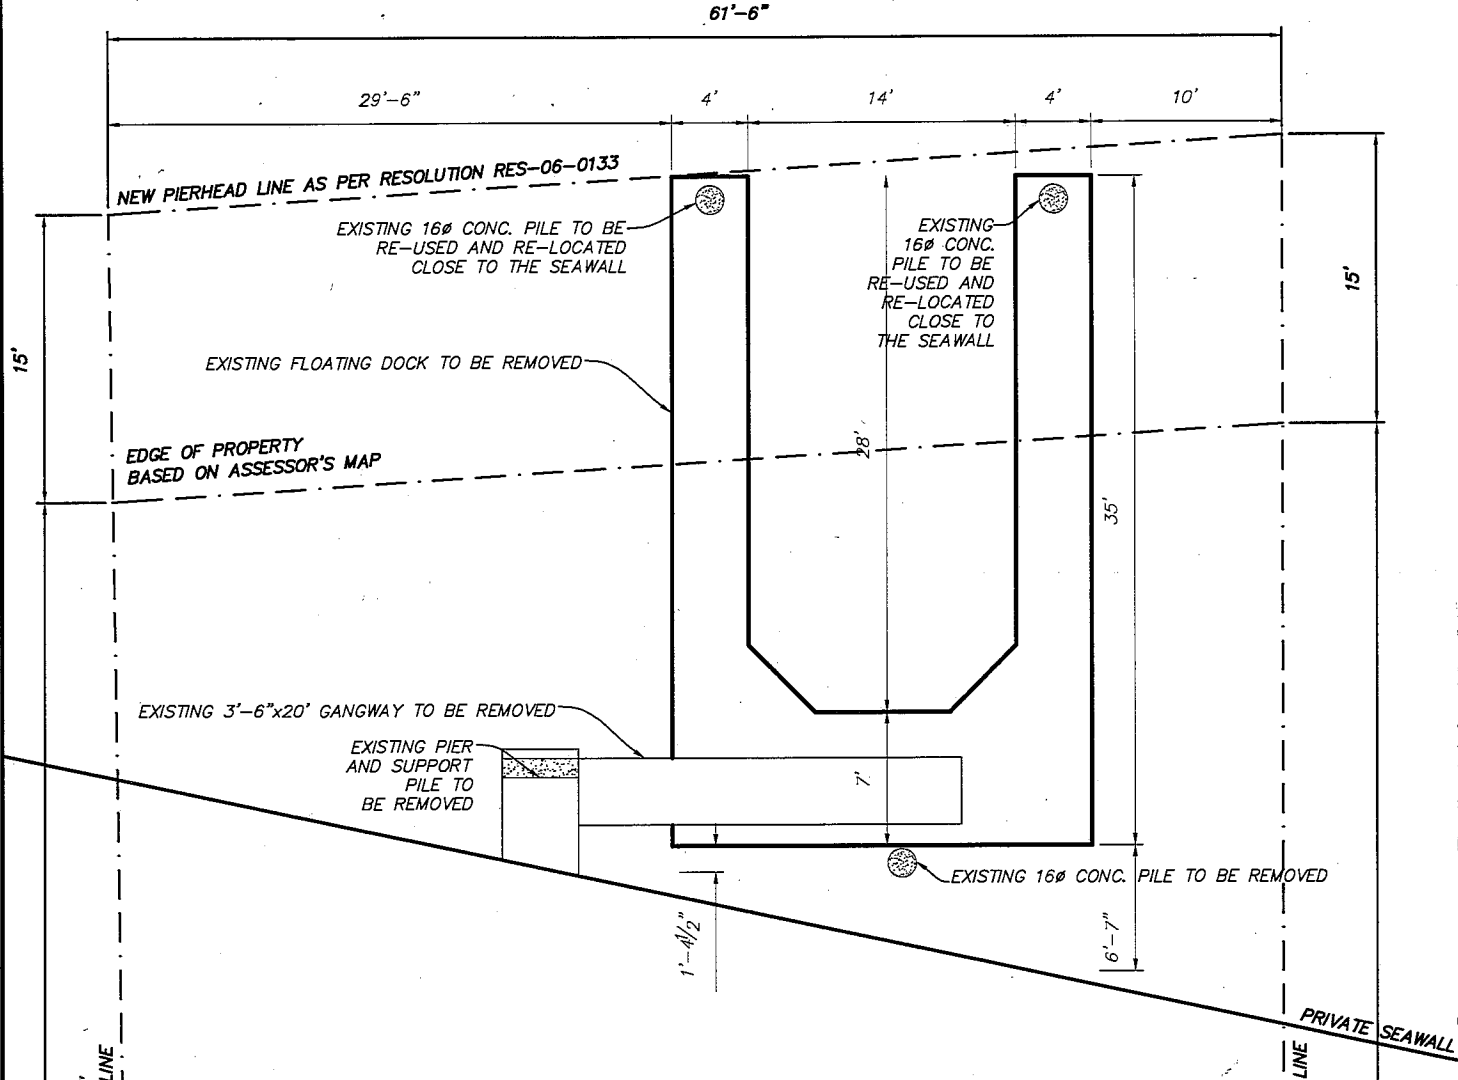 61'-6"
29'-6"
4'
14'
4'
10'
NEW PIERHEAD LINE AS PER RESOLUTION RES-06-0133
EXISTING 16ø CONC. PILE TO BE
RE-USED AND RE-LOCATED
CLOSE TO THE SEAWALL
EXISTING
16ø CONC.
PILE TO BE
RE-USED AND
RE-LOCATED
CLOSE TO
THE SEAWALL
15'
15'
EXISTING FLOATING DOCK TO BE REMOVED
EDGE OF PROPERTY
BASED ON ASSESSOR'S MAP
28'
35'
EXISTING 3'-6"x20' GANGWAY TO BE REMOVED
EXISTING PIER
AND SUPPORT
PILE TO
BE REMOVED
7'
EXISTING 16ø CONC. PILE TO BE REMOVED
1'-4½"
6'-7"
PRIVATE SEAWALL
LINE
LINE